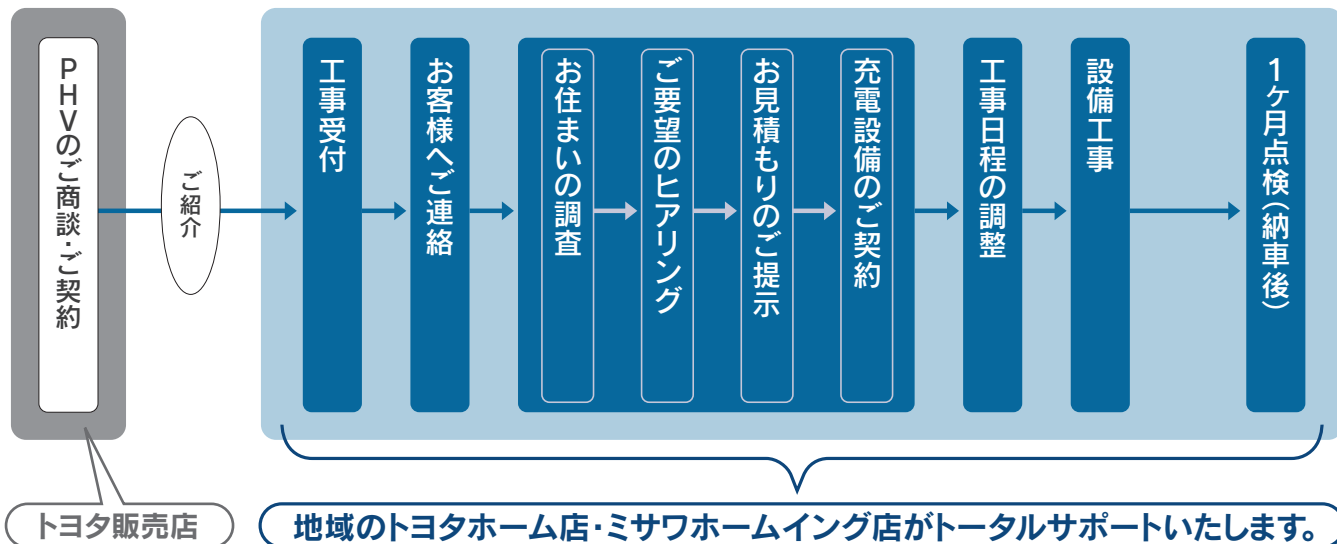 PHVのご商談・ご契約
ご紹介
工事受付
お客様へご連絡
お住まいの調査
ご要望のヒアリング
お見積もりのご提示
充電設備のご契約
工事日程の調整
設備工事
1ヶ月点検(納車後)
トヨタ販売店
地域のトヨタホーム店・ミサワホームイング店がトータルサポートいたします。